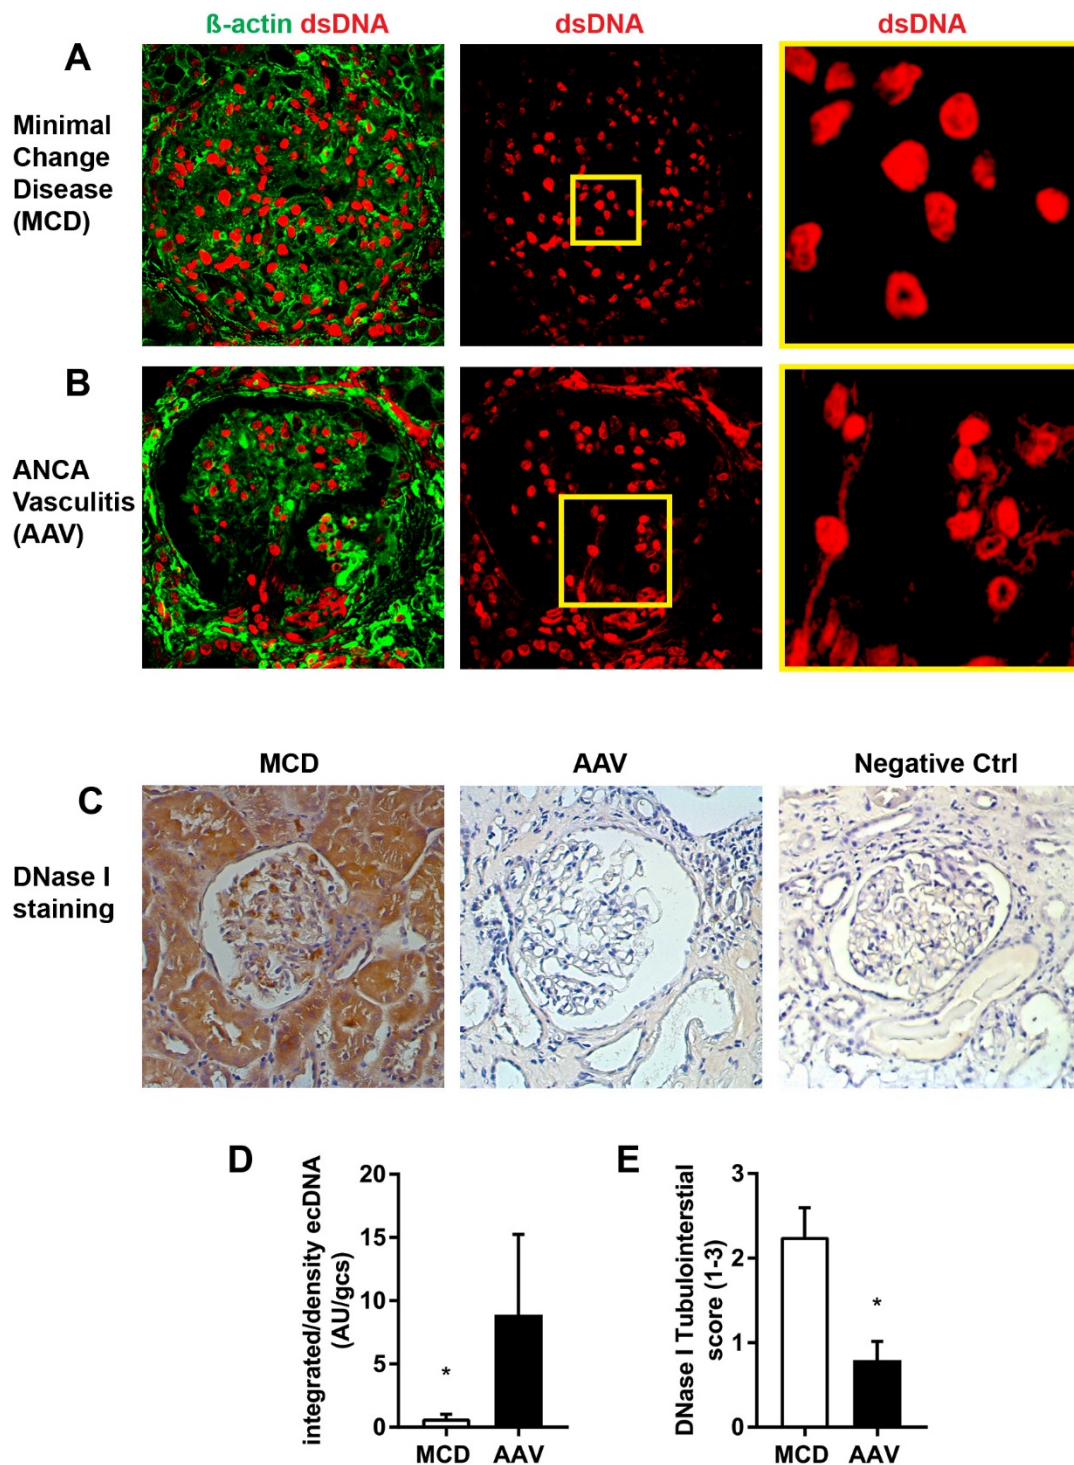 ß-actin dsDNA
dsDNA
dsDNA
A
Minimal
Change
Disease
(MCD)
B
ANCA
Vasculitis
(AAV)
MCD
AAV
Negative Ctrl
C
DNase I
staining
D
integrated/density ecDNA
(AU/gcs)
20
15
10
5
0
*
MCD
AAV
E
DNase I Tubulointerstial
score (1-3)
3
2
1
0
*
MCD
AAV